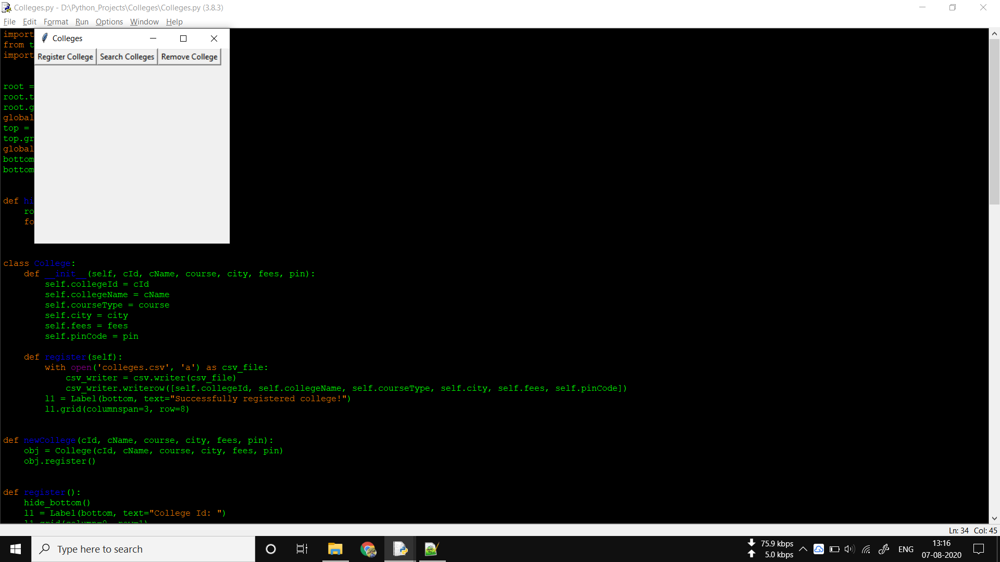 Colleges.py - D:\Python_Projects\Colleges\Colleges.py (3.8.3)
File Edit Format Run Options Window Help
Colleges
Register College Search Colleges Remove College
import
from t
import
root =
root.t
root.g
global
top =
top.gr
global
bottom
bottom
def hi
ro
fo
class College:
def __init__(self, cId, cName, course, city, fees, pin):
self.collegeId = cId
self.collegeName = cName
self.courseType = course
self.city = city
self.fees = fees
self.pinCode = pin
def register(self):
with open('colleges.csv', 'a') as csv_file:
csv_writer = csv.writer(csv_file)
csv_writer.writerow([self.collegeId, self.collegeName, self.courseType, self.city, self.fees, self.pinCode])
l1 = Label(bottom, text="Successfully registered college!")
l1.grid(columnspan=3, row=8)
def newCollege(cId, cName, course, city, fees, pin):
obj = College(cId, cName, course, city, fees, pin)
obj.register()
def register():
hide_bottom()
l1 = Label(bottom, text="College Id: ")
l1.grid(column=0, row=1)
Ln: 34 Col: 45
Type here to search
75.9 kbps
5.0 kbps
ENG
13:16
07-08-2020